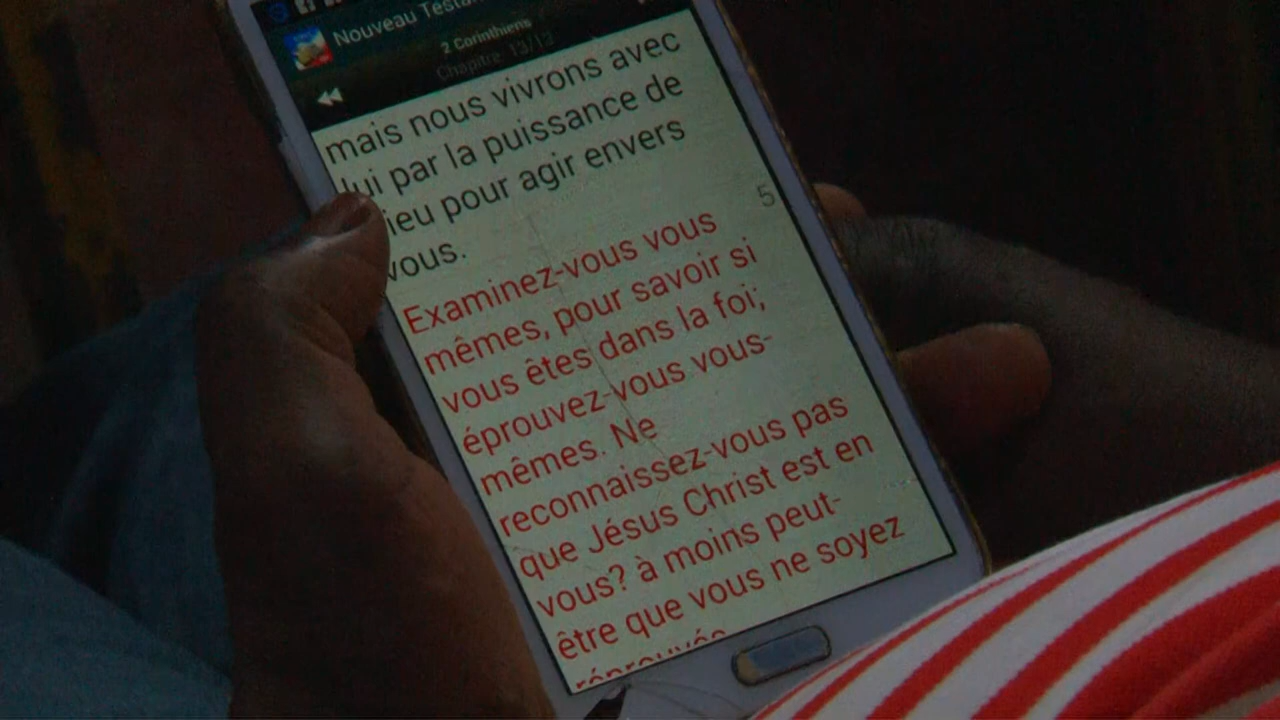 Nouveau
2 Corinthiens
Chapitre 13/13
mais nous vivrons avec
lui par la puissance de
ieu pour agir envers
vous.
5
Examinez-vous vous
mêmes, pour savoir si
vous êtes dans la foi;
éprouvez-vous vous-
mêmes. Ne
reconnaissez-vous pas
que Jésus Christ est en
vous? à moins peut-
être que vous ne soyez